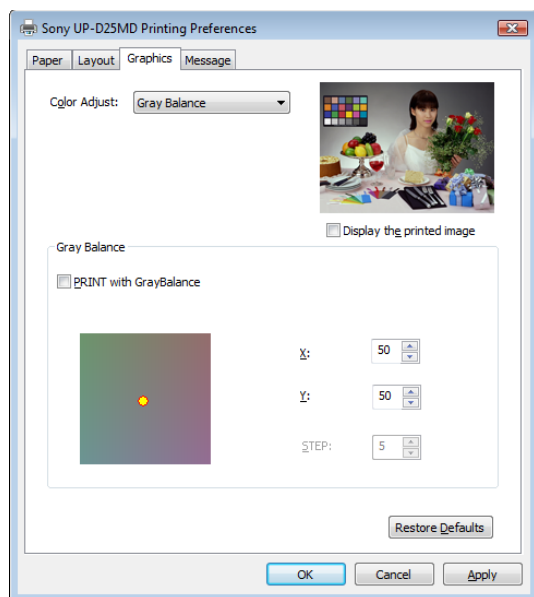 Sony UP-D25MD Printing Preferences
Paper Layout Graphics Message
Color Adjust: Gray Balance
Display the printed image
Gray Balance
PRINT with GrayBalance
X: 50
Y: 50
STEP: 5
Restore Defaults
OK Cancel Apply